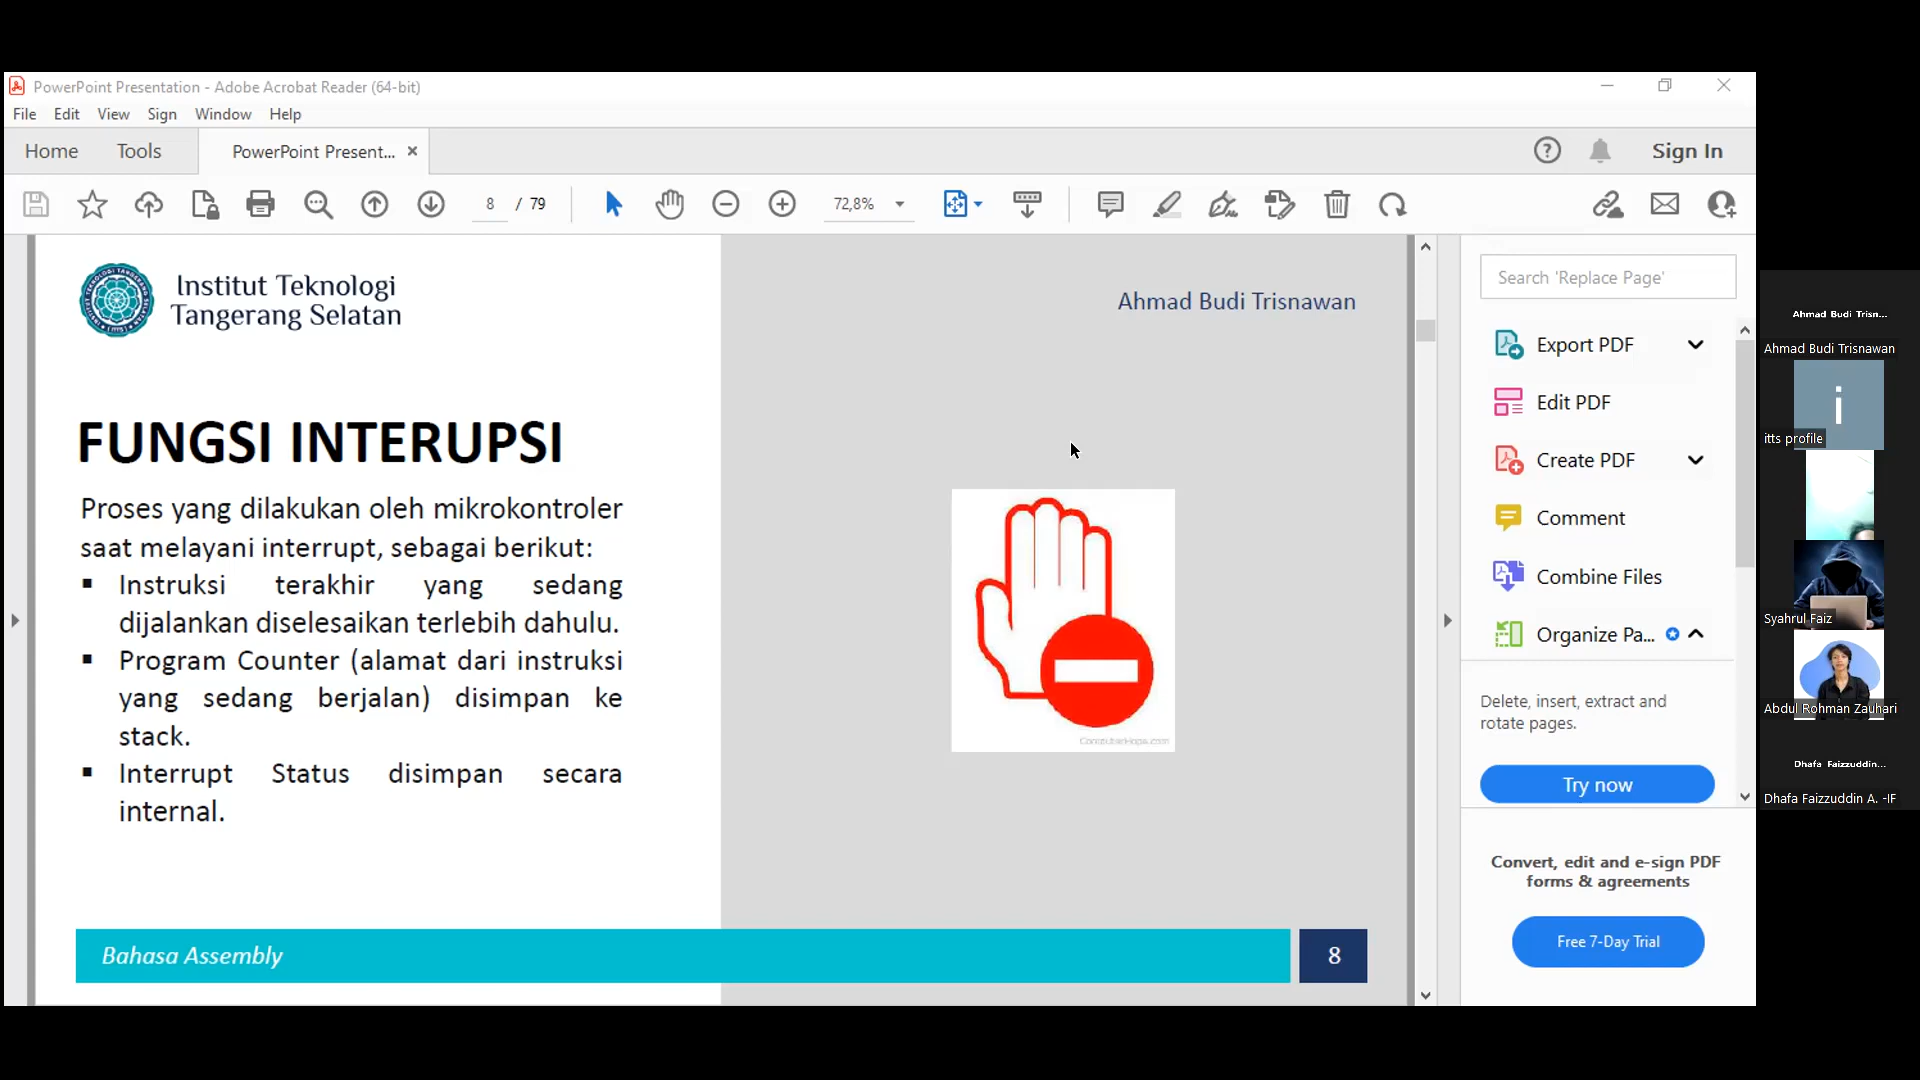 PowerPoint Presentation - Adobe Acrobat Reader (64-bit)
File Edit View Sign Window Help
Home Tools PowerPoint Present... Sign In
8 / 79 72,8%
Institut Teknologi
Tangerang Selatan
Ahmad Budi Trisnawan
FUNGSI INTERUPSI
Proses yang dilakukan oleh mikrokontroler
saat melayani interrupt, sebagai berikut:
▪ Instruksi terakhir yang sedang
dijalankan diselesaikan terlebih dahulu.
▪ Program Counter (alamat dari instruksi
yang sedang berjalan) disimpan ke
stack.
▪ Interrupt Status disimpan secara
internal.
ComputerHope.com
Bahasa Assembly
8
Search 'Replace Page'
Export PDF
Edit PDF
Create PDF
Comment
Combine Files
Organize Pa...
Delete, insert, extract and
rotate pages.
Try now
Convert, edit and e-sign PDF
forms & agreements
Free 7-Day Trial
Ahmad Budi Trisn...
Ahmad Budi Trisnawan
i
itts profile
Syahrul Faiz
Abdul Rohman Zauhari
Dhafa Faizzuddin...
Dhafa Faizzuddin A. -IF